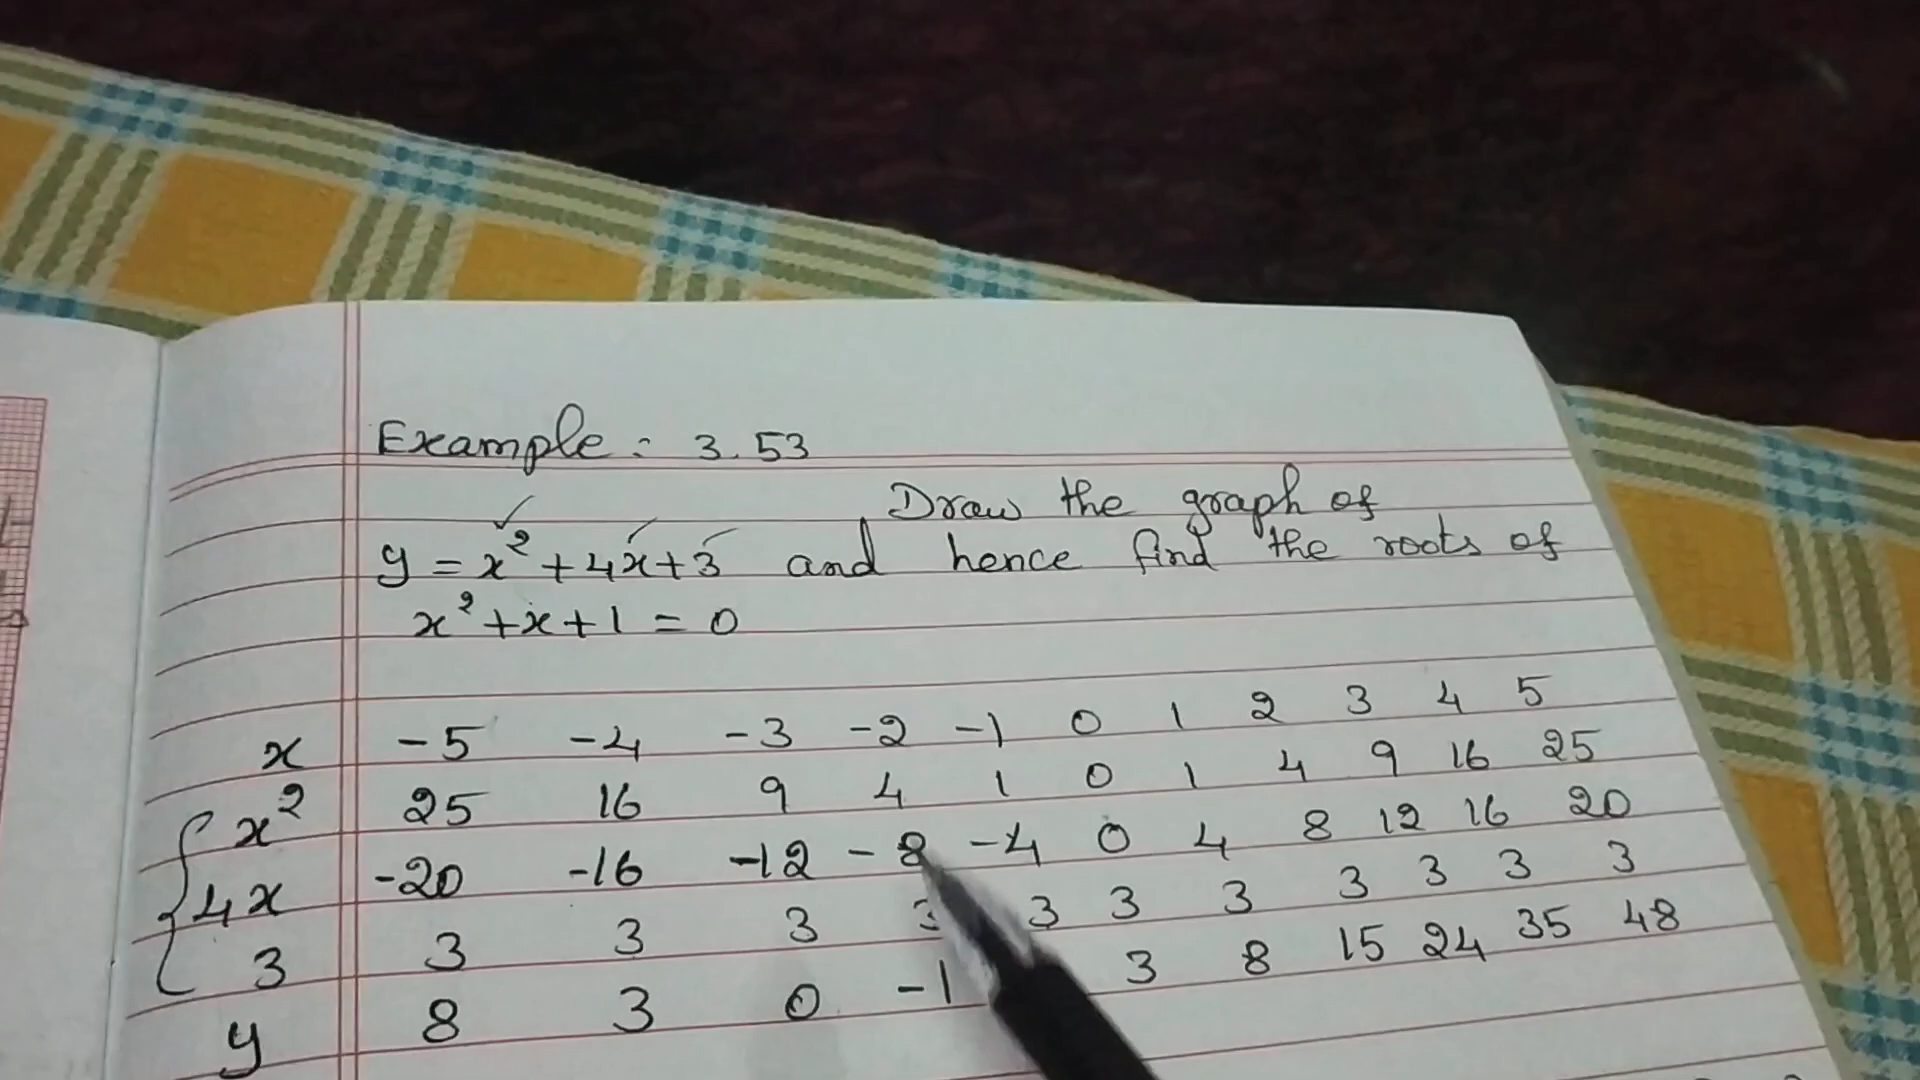 Example: 3.53
Draw the graph of
y = x² + 4x + 3 and hence find the roots of
x² + x + 1 = 0
x -5 -4 -3 -2 -1 0 1 2 3 4 5
x² 25 16 9 4 1 0 1 4 9 16 25
4x -20 -16 -12 -8 -4 0 4 8 12 16 20
3 3 3 3 3 3 3 3 3 3 3 3
y 8 3 0 -1 3 8 15 24 35 48